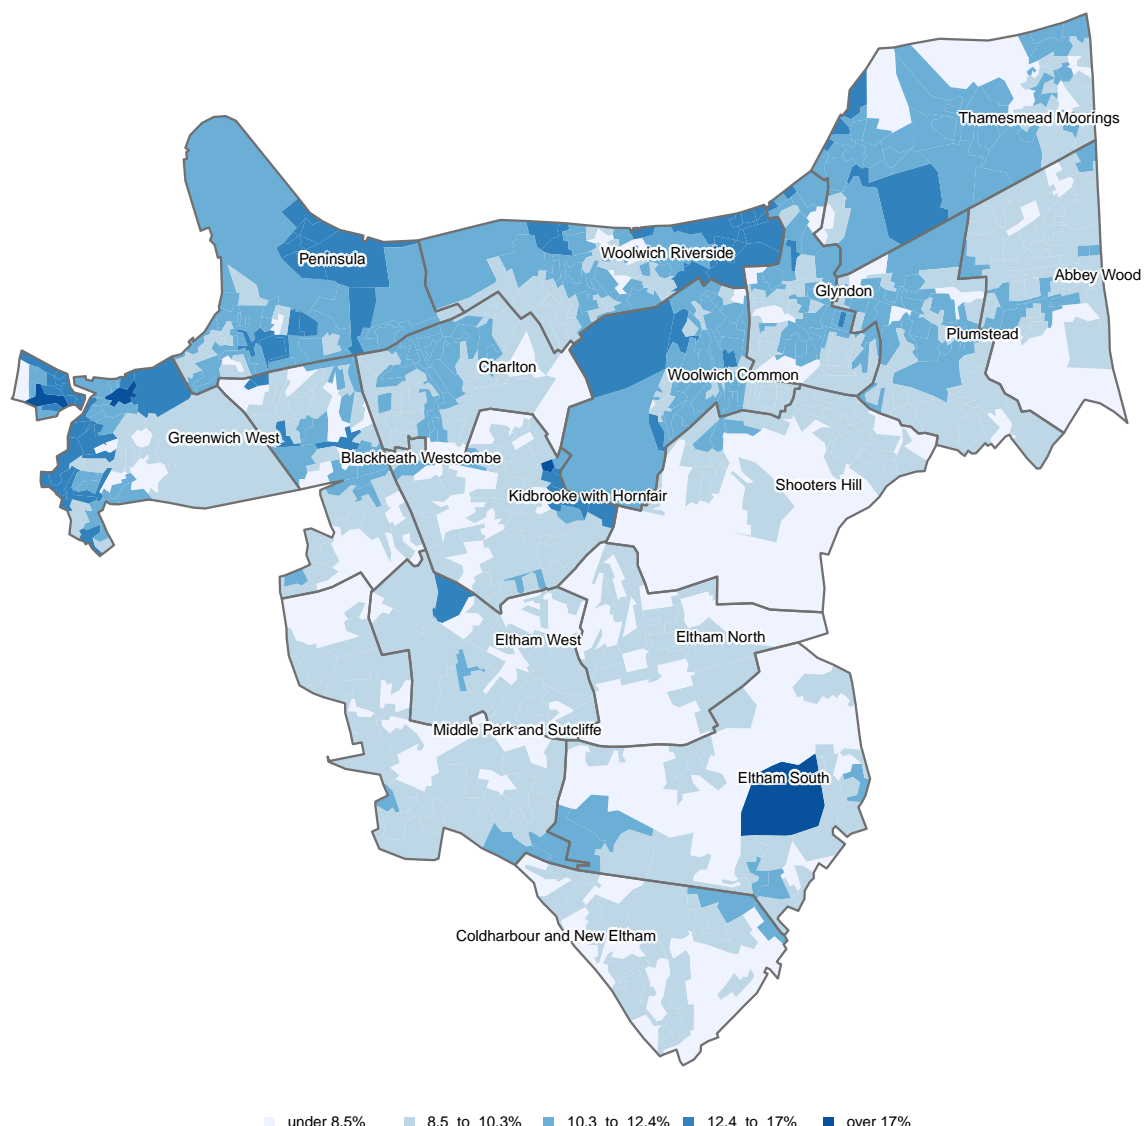 Thamesmead Moorings
Woolwich Riverside
Peninsula
Abbey Wood
Glyndon
Plumstead
Charlton
Woolwich Common
Greenwich West
Blackheath Westcombe
Shooters Hill
Kidbrooke with Hornfair
Eltham West
Eltham North
Middle Park and Sutcliffe
Eltham South
Coldharbour and New Eltham
under 8.5% 8.5 to 10.3% 10.3 to 12.4% 12.4 to 17% over 17%